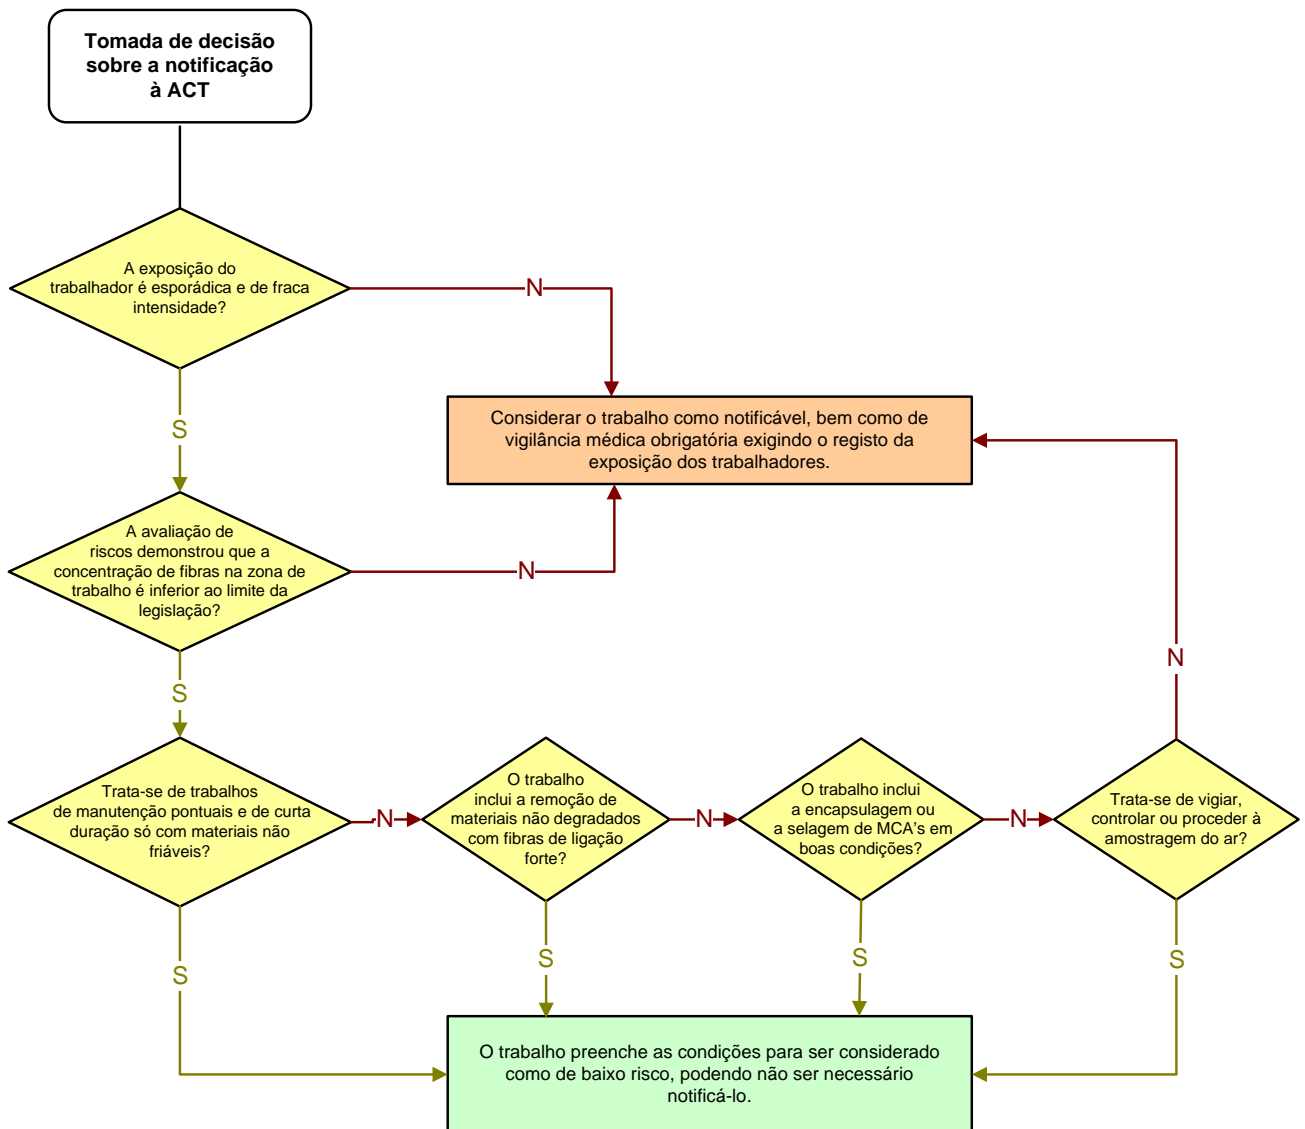 Tomada de decisão
sobre a notificação
à ACT
A exposição do
trabalhador é esporádica e de fraca
intensidade?
N
S
Considerar o trabalho como notificável, bem como de
vigilância médica obrigatória exigindo o registo da
exposição dos trabalhadores.
A avaliação de
riscos demonstrou que a
concentração de fibras na zona de
trabalho é inferior ao limite da
legislação?
N
S
N
Trata-se de trabalhos
de manutenção pontuais e de curta
duração só com materiais não
friáveis?
N
O trabalho
inclui a remoção de
materiais não degradados
com fibras de ligação
forte?
N
O trabalho inclui
a encapsulagem ou
a selagem de MCA's em
boas condições?
N
Trata-se de vigiar,
controlar ou proceder à
amostragem do ar?
S
S
S
S
O trabalho preenche as condições para ser considerado
como de baixo risco, podendo não ser necessário
notificá-lo.